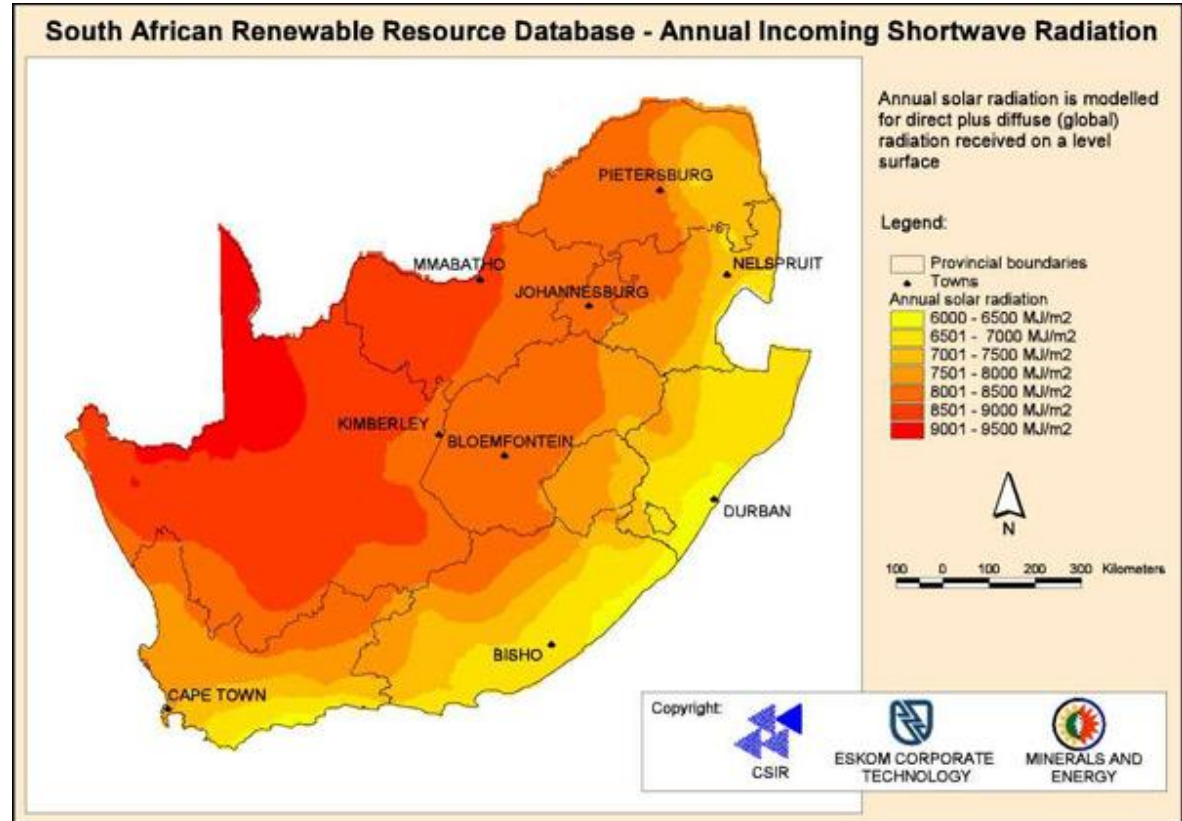 South African Renewable Resource Database - Annual Incoming Shortwave Radiation
Annual solar radiation is modelled
for direct plus diffuse (global)
radiation received on a level
surface
Legend:
Provincial boundaries
Towns
Annual solar radiation
6000 - 6500 MJ/m2
6501 - 7000 MJ/m2
7001 - 7500 MJ/m2
7501 - 8000 MJ/m2
8001 - 8500 MJ/m2
8501 - 9000 MJ/m2
9001 - 9500 MJ/m2
N
100 0 100 200 300 Kilometers
PIETERSBURG
MMABATHO
NELSPRUIT
JOHANNESBURG
KIMBERLEY
BLOEMFONTEIN
DURBAN
BISHO
CAPE TOWN
Copyright:
CSIR
ESKOM CORPORATE
TECHNOLOGY
MINERALS AND
ENERGY